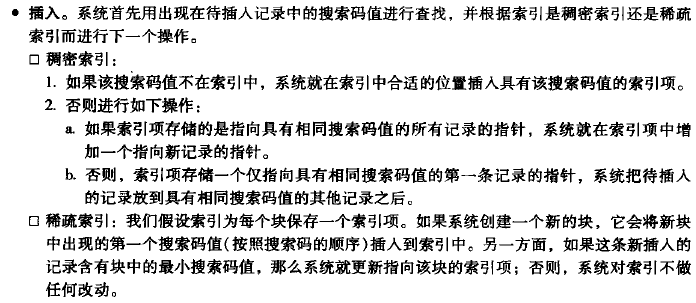 ● 插入。系统首先用出现在待插入记录中的搜索码值进行查找，并根据索引是稠密索引还是稀疏
索引而进行下一个操作。
□ 稠密索引：
1. 如果该搜索码值不在索引中，系统就在索引中合适的位置插入具有该搜索码值的索引项。
2. 否则进行如下操作：
a. 如果索引项存储的是指向具有相同搜索码值的所有记录的指针，系统就在索引项中增
加一个指向新记录的指针。
b. 否则，索引项存储一个仅指向具有相同搜索码值的第一条记录的指针，系统把待插入
的记录放到具有相同搜索码值的其他记录之后。
□ 稀疏索引：我们假设索引为每个块保存一个索引项。如果系统创建一个新的块，它会将新块
中出现的第一个搜索码值(按照搜索码的顺序)插入到索引中。另一方面，如果这条新插入的
记录含有块中的最小搜索码值，那么系统就更新指向该块的索引项；否则，系统对索引不做
任何改动。